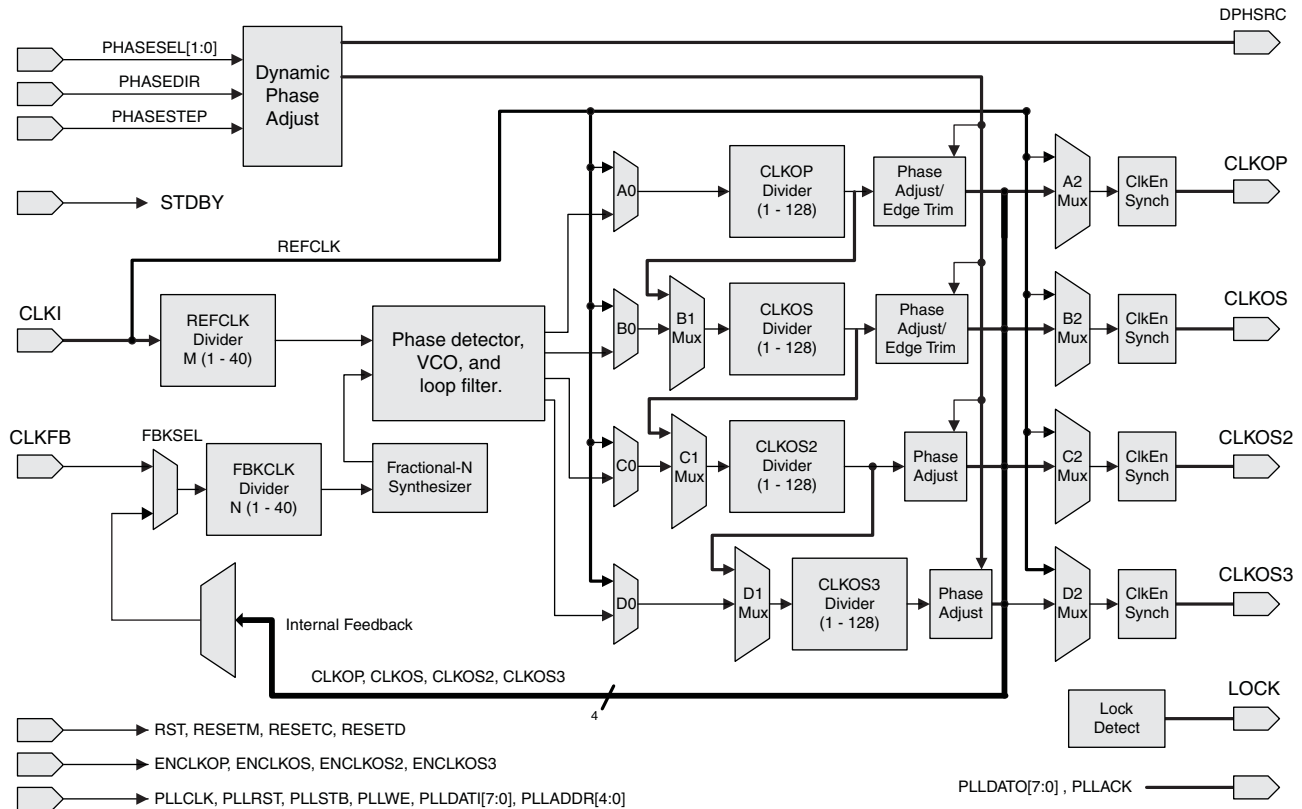 DPHSRC
PHASESEL[1:0]
PHASEDIR
PHASESTEP
Dynamic
Phase
Adjust
STDBY
REFCLK
CLKI
REFCLK
Divider
M (1 - 40)
Phase detector,
VCO, and
loop filter.
CLKFB
FBKSEL
FBKCLK
Divider
N (1 - 40)
Fractional-N
Synthesizer
A0
CLKOP
Divider
(1 - 128)
Phase
Adjust/
Edge Trim
A2
Mux
ClkEn
Synch
CLKOP
B0
B1
Mux
CLKOS
Divider
(1 - 128)
Phase
Adjust/
Edge Trim
B2
Mux
ClkEn
Synch
CLKOS
C0
C1
Mux
CLKOS2
Divider
(1 - 128)
Phase
Adjust
C2
Mux
ClkEn
Synch
CLKOS2
D0
D1
Mux
CLKOS3
Divider
(1 - 128)
Phase
Adjust
D2
Mux
ClkEn
Synch
CLKOS3
Internal Feedback
CLKOP, CLKOS, CLKOS2, CLKOS3
4
Lock
Detect
LOCK
RST, RESETM, RESETC, RESETD
ENCLKOP, ENCLKOS, ENCLKOS2, ENCLKOS3
PLLCLK, PLLRST, PLLSTB, PLLWE, PLLDATI[7:0], PLLADDR[4:0]
PLLDATO[7:0] , PLLACK